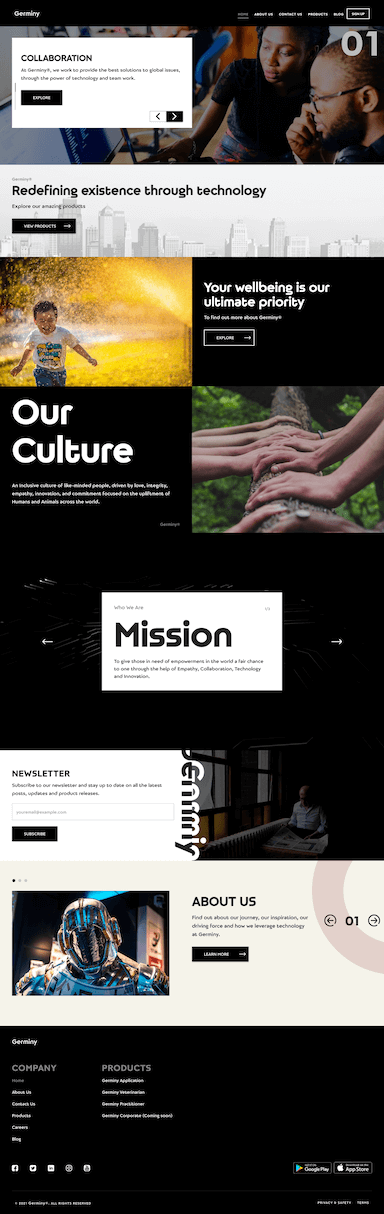 Germiny
HOME ABOUT US CONTACT US PRODUCTS BLOG SIGN UP
01
COLLABORATION
At Germiny®, we work to provide the best solutions to global issues,
through the power of technology and team work.
EXPLORE
Germiny®
Redefining existence through technology
Explore our amazing products
VIEW PRODUCTS
Your wellbeing is our
ultimate priority
To find out more about Germiny®
EXPLORE
Our
Culture
An Inclusive culture of like-minded people, driven by love, integrity,
empathy, innovation, and commitment focused on the upliftment of
Humans and Animals across the world.
Germiny®
Who We Are
Mission
To give those in need of empowerment in the world a fair chance
to one through the help of Empathy, Collaboration, Technology
and Innovation.
NEWSLETTER
Subscribe to our newsletter and stay up to date on all the latest
posts, updates and product releases.
youremail@example.com
SUBSCRIBE
Germiny
ABOUT US
Find out about our journey, our inspiration, our
driving force and how we leverage technology
at Germiny.
LEARN MORE
01
Germiny
COMPANY
Home
About Us
Contact Us
Products
Careers
Blog
PRODUCTS
Germiny Application
Germiny Veterinarian
Germiny Practitioner
Germiny Corporate (Coming soon)
GET IT ON
Google Play
Download on the
App Store
© 2021 Germiny®. ALL RIGHTS RESERVED
PRIVACY & SAFETY TERMS